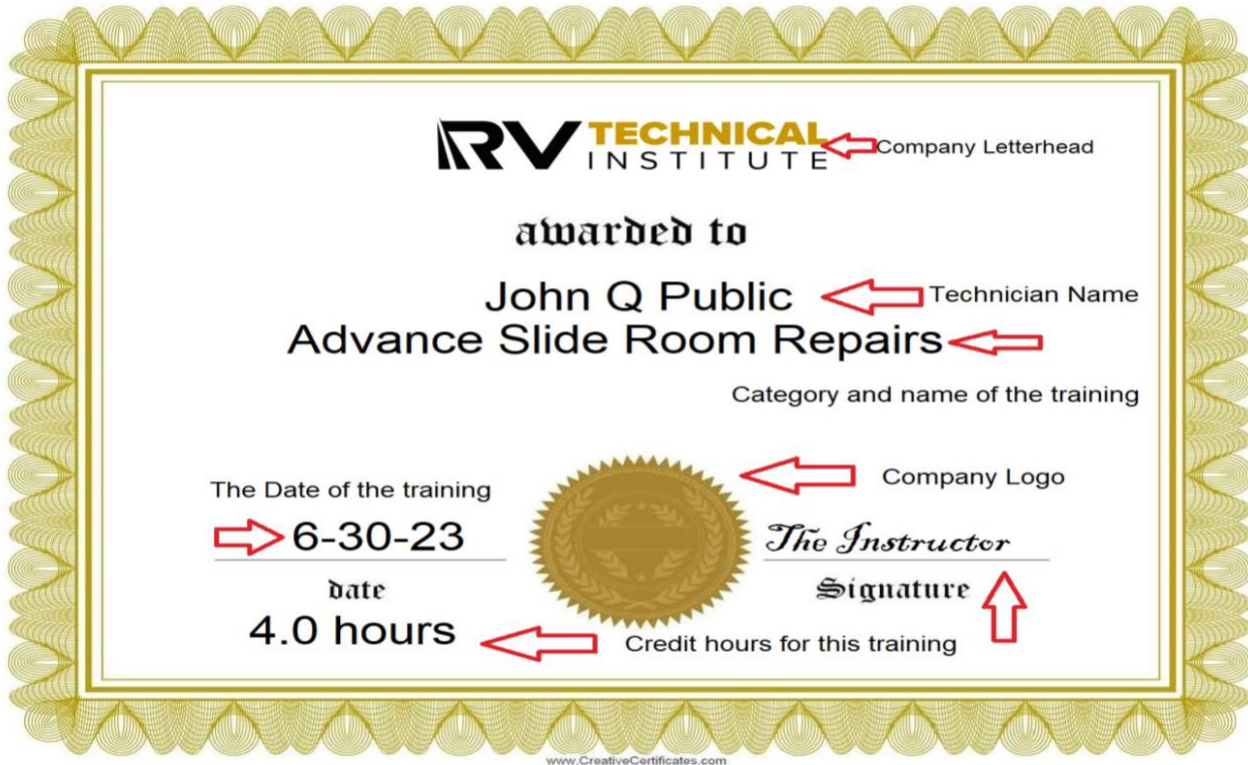 RV TECHNICAL
INSTITUTE
Company Letterhead
awarded to
John Q Public
Technician Name
Advance Slide Room Repairs
Category and name of the training
Company Logo
The Date of the training
6-30-23
The Instructor
date
Signature
4.0 hours
Credit hours for this training
www.CreativeCertificates.com